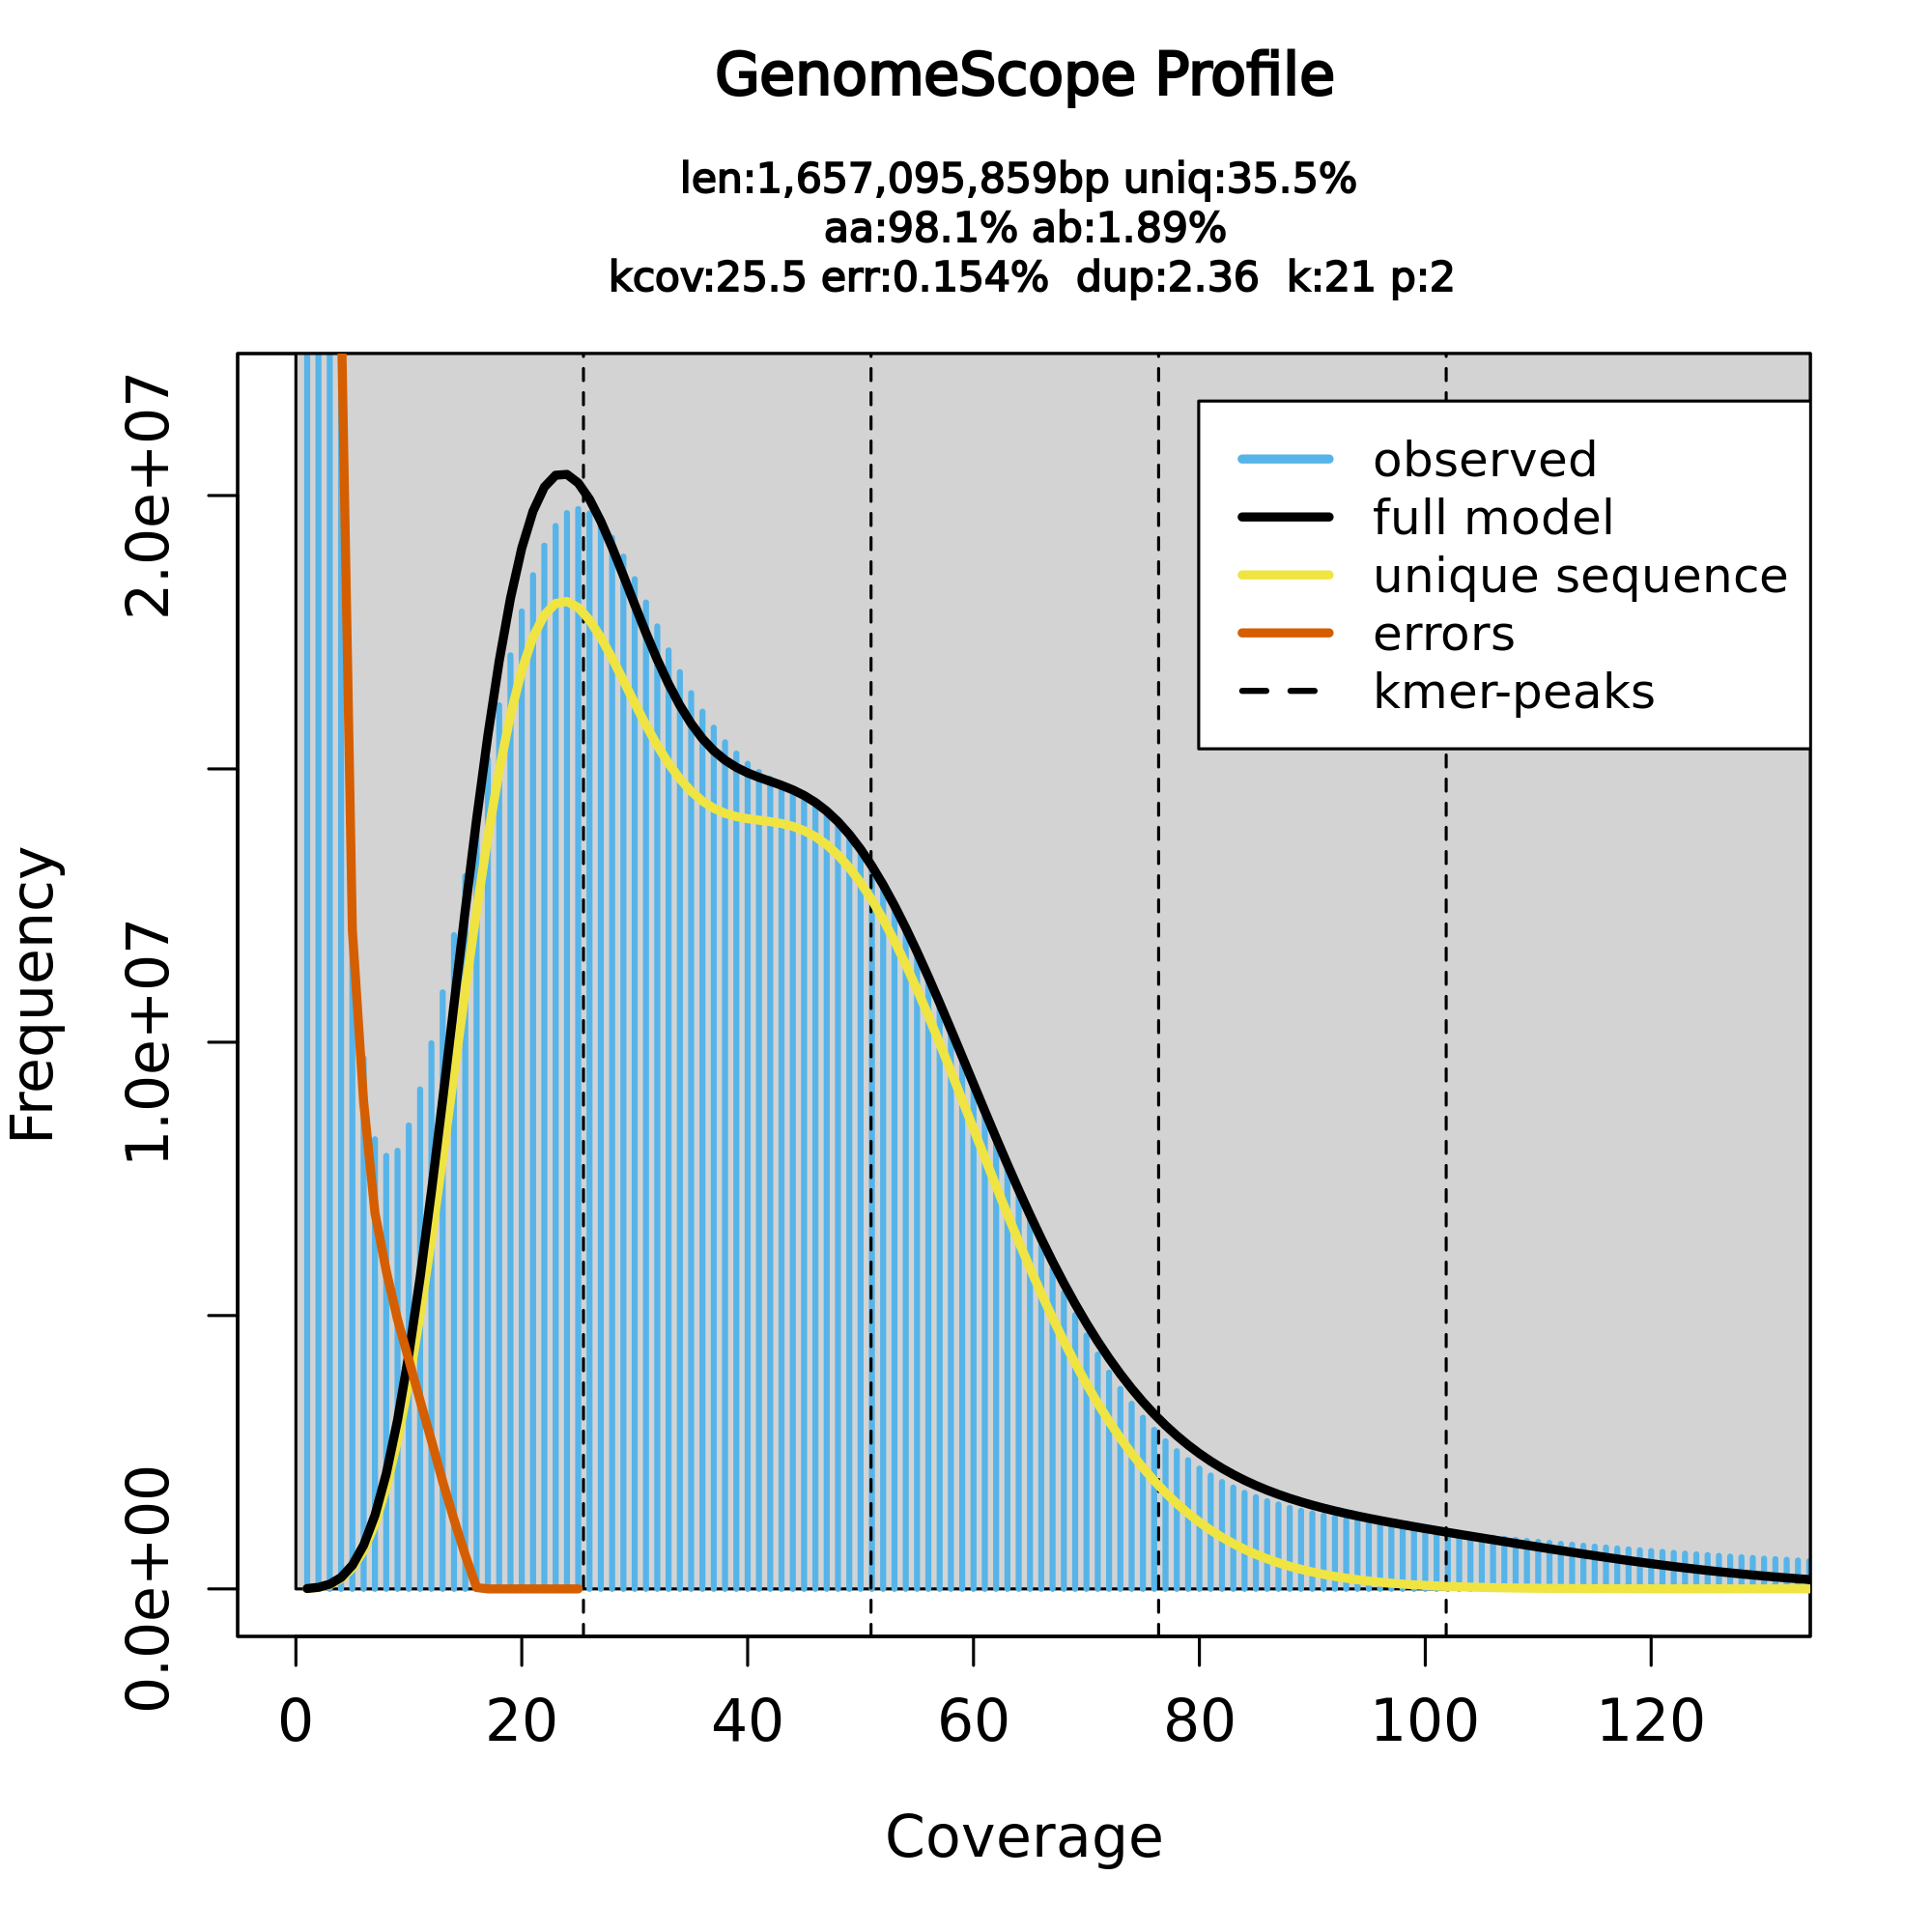 GenomeScope Profile
len:1,657,095,859bp uniq:35.5%
aa:98.1% ab:1.89%
kcov:25.5 err:0.154% dup:2.36 k:21 p:2
observed
full model
unique sequence
errors
kmer-peaks
Frequency
2.0e+07
1.0e+07
0.0e+00
0 20 40 60 80 100 120
Coverage